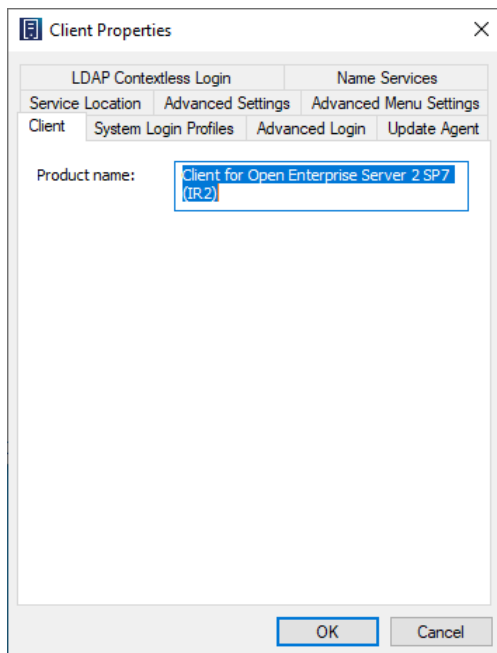 Client Properties
LDAP Contextless Login
Name Services
Service Location
Advanced Settings
Advanced Menu Settings
Client
System Login Profiles
Advanced Login
Update Agent
Product name:
Client for Open Enterprise Server 2 SP7
(IR2)
OK
Cancel